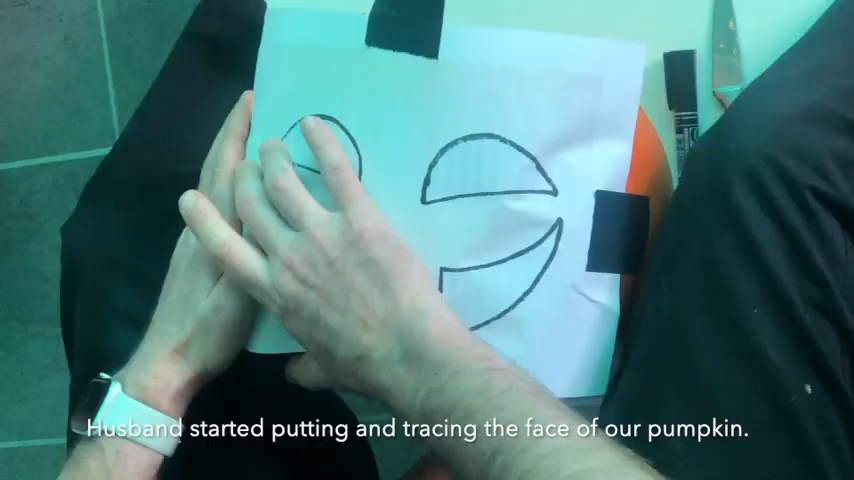 Husband started putting and tracing the face of our pumpkin.